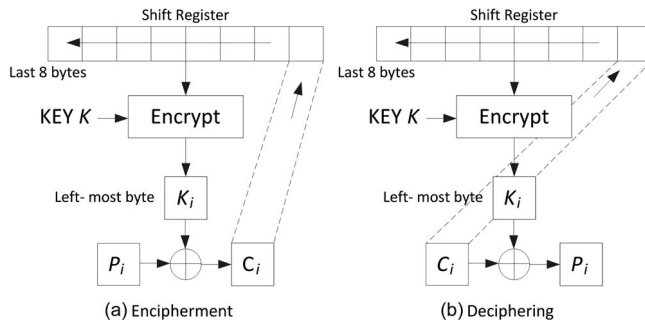 Shift Register
Last 8 bytes
KEY K
Encrypt
Left- most byte
Ki
Pi
Ci
(a) Encipherment
Shift Register
Last 8 bytes
KEY K
Encrypt
Left- most byte
Ki
Ci
Pi
(b) Deciphering